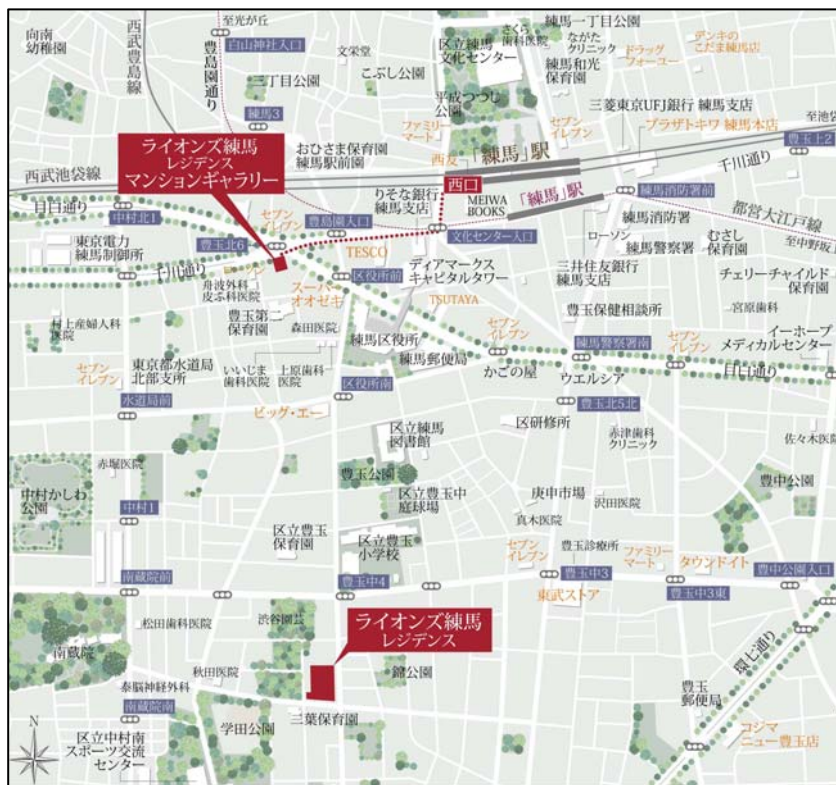 至光が丘
向南
幼稚園
西武豊島線
豊島園通り
白山神社入口
文栄堂
三丁目公園
こぶし公園
区立練馬
文化センター
さくら
歯科医院
練馬一丁目公園
ながた
クリニック
ドラッグ
フォーユー
デンキの
こだま練馬店
練馬和光
保育園
平成つつじ
公園
練馬3
ファミリー
マート
セブン
イレブン
三菱東京UFJ銀行 練馬支店
プラザトキワ 練馬本店
至池袋
豊玉上2
ライオンズ練馬
レジデンス
マンションギャラリー
おひさま保育園
練馬駅前園
西友
「練馬」駅
西口
千川通り
西武池袋線
目白通り
中村北1
りそな銀行
練馬支店
MEIWA
BOOKS
「練馬」駅
練馬消防署前
都営大江戸線
至中野坂上
セブン
イレブン
豊島園入口
文化センター入口
練馬消防署
ローソン
練馬警察署
むさし
保育園
東京電力
練馬制御所
豊玉北6
TESCO
千川通り
ローソン
舟波外科
皮ふ科医院
区役所前
ディアマークス
キャピタルタワー
三井住友銀行
練馬支店
チェリーチャイルド
保育園
スーパー
オオゼキ
TSUTAYA
豊玉保健相談所
宮原歯科
村上産婦人科
医院
豊玉第二
保育園
森田医院
練馬区役所
セブン
イレブン
練馬警察署南
セブン
イレブン
イーホープ
メディカルセンター
セブン
イレブン
東京都水道局
北部支所
いいじま
歯科医院
上原歯科
医院
練馬郵便局
かごの屋
ウエルシア
目白通り
水道局前
区役所南
ビッグ・エー
豊玉北5北
区立練馬
図書館
区研修所
赤津歯科
クリニック
佐々木医院
赤堀医院
中村かしわ
公園
豊玉公園
豊中公園
中村1
区立豊玉中
庭球場
庚申市場
真木医院
沢田医院
区立豊玉
保育園
区立豊玉
小学校
セブン
イレブン
豊玉診療所
ファミリー
マート
タウンドイト
南蔵院前
豊玉中4
豊玉中3
豊玉中3東
豊中公園入口
東武ストア
松田歯科医院
渋谷園芸
ライオンズ練馬
レジデンス
南蔵院
環七通り
秋田医院
錦公園
泰脳神経外科
豊玉
郵便局
南蔵院南
学田公園
三葉保育園
コジマ
ニュー豊玉店
N
区立中村南
スポーツ交流
センター